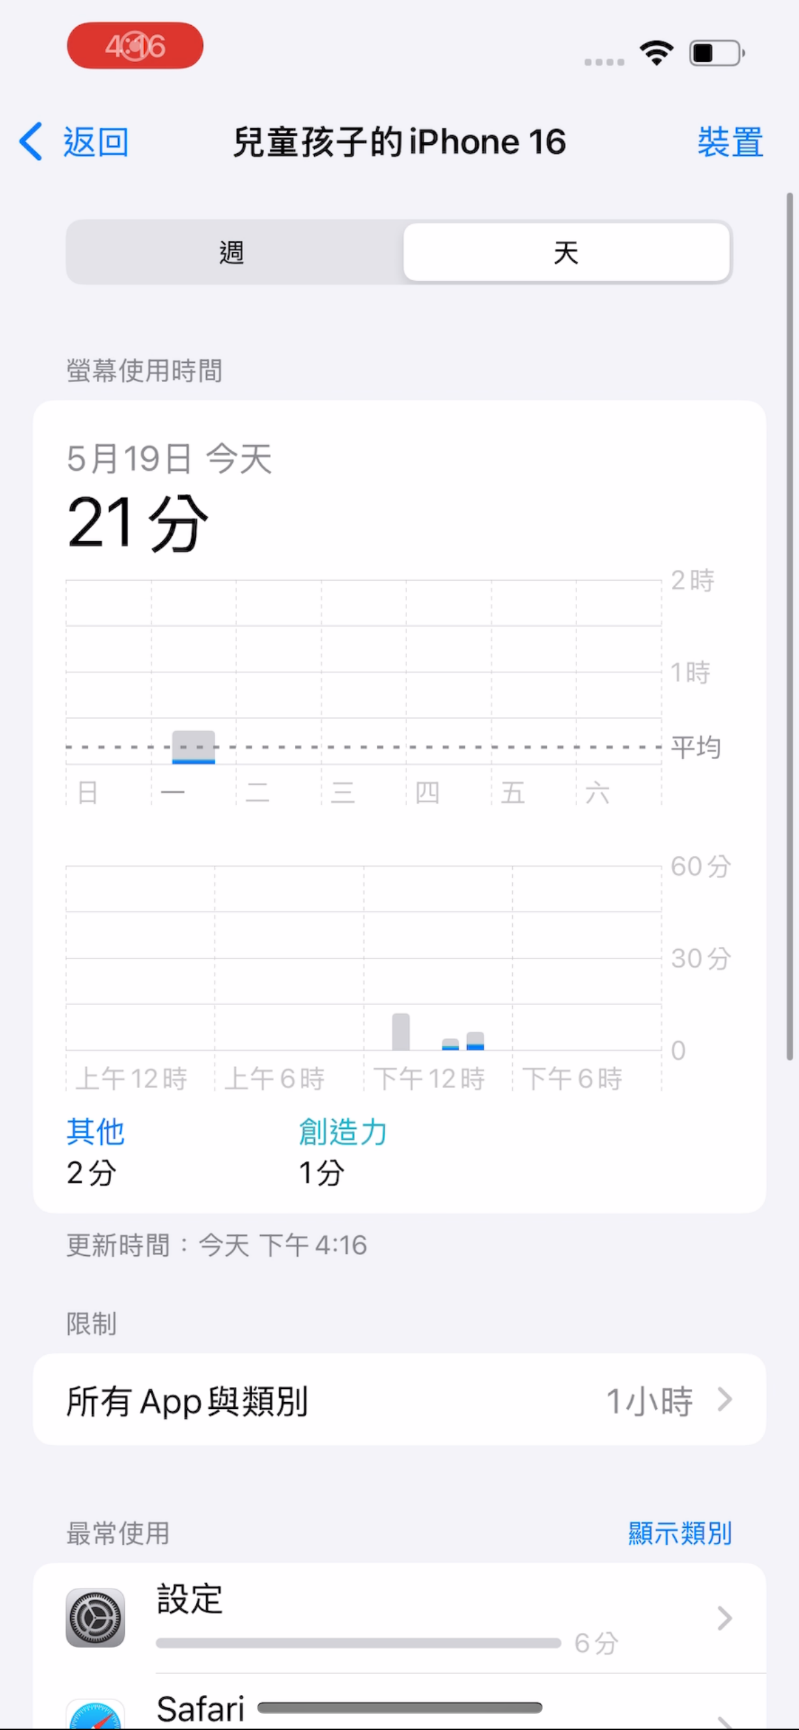 4:16
返回
兒童孩子的iPhone 16
裝置
週
天
螢幕使用時間
5月19日 今天
21分
2時
1時
平均
日 一 二 三 四 五 六
60分
30分
0
上午12時 上午6時 下午12時 下午6時
其他 創造力
2分 1分
更新時間：今天 下午4:16
限制
所有App與類別 1小時
最常使用 顯示類別
設定
6分
Safari